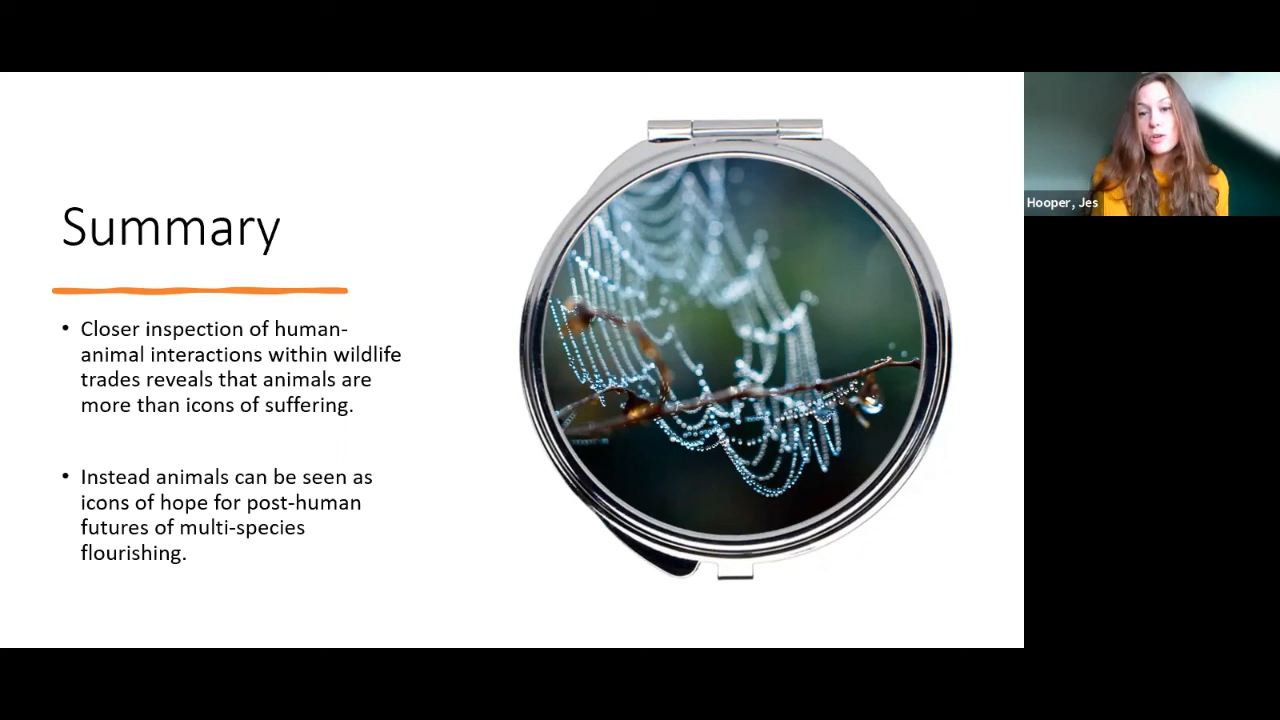 Summary
• Closer inspection of human-
animal interactions within wildlife
trades reveals that animals are
more than icons of suffering.
• Instead animals can be seen as
icons of hope for post-human
futures of multi-species
flourishing.
Hooper, Jes